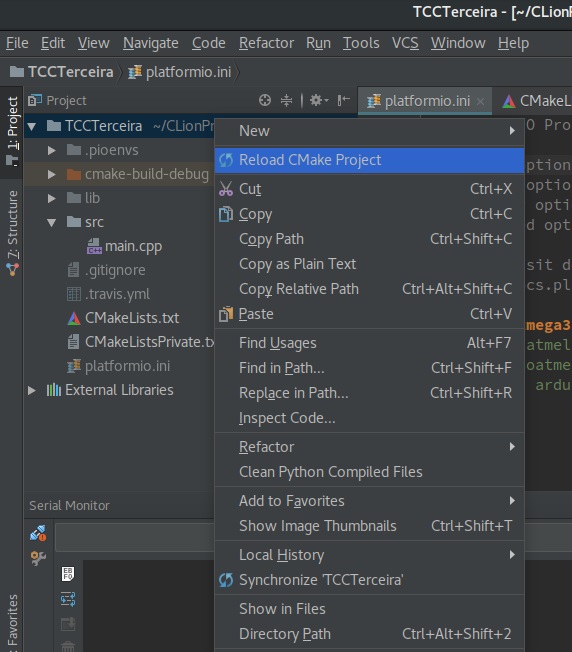 TCCTerceira - [~/CLionPr
File Edit View Navigate Code Refactor Run Tools VCS Window Help
TCCTerceira platformio.ini
1: Project
7: Structure
: Favorites
Project
platformio.ini
CMakeL
TCCTerceira ~/CLionPr
.pioenvs
cmake-build-debug
lib
src
main.cpp
.gitignore
.travis.yml
CMakeLists.txt
CMakeListsPrivate.tx
platformio.ini
External Libraries
Serial Monitor
O Pro
option
option
optio
d opt
sit d
cs.pl
mega3
atmel
oatme
ardu
New
Reload CMake Project
Cut Ctrl+X
Copy Ctrl+C
Copy Path Ctrl+Shift+C
Copy as Plain Text
Copy Relative Path Ctrl+Alt+Shift+C
Paste Ctrl+V
Find Usages Alt+F7
Find in Path... Ctrl+Shift+F
Replace in Path... Ctrl+Shift+R
Inspect Code...
Refactor
Clean Python Compiled Files
Add to Favorites
Show Image Thumbnails Ctrl+Shift+T
Local History
Synchronize 'TCCTerceira'
Show in Files
Directory Path Ctrl+Alt+Shift+2